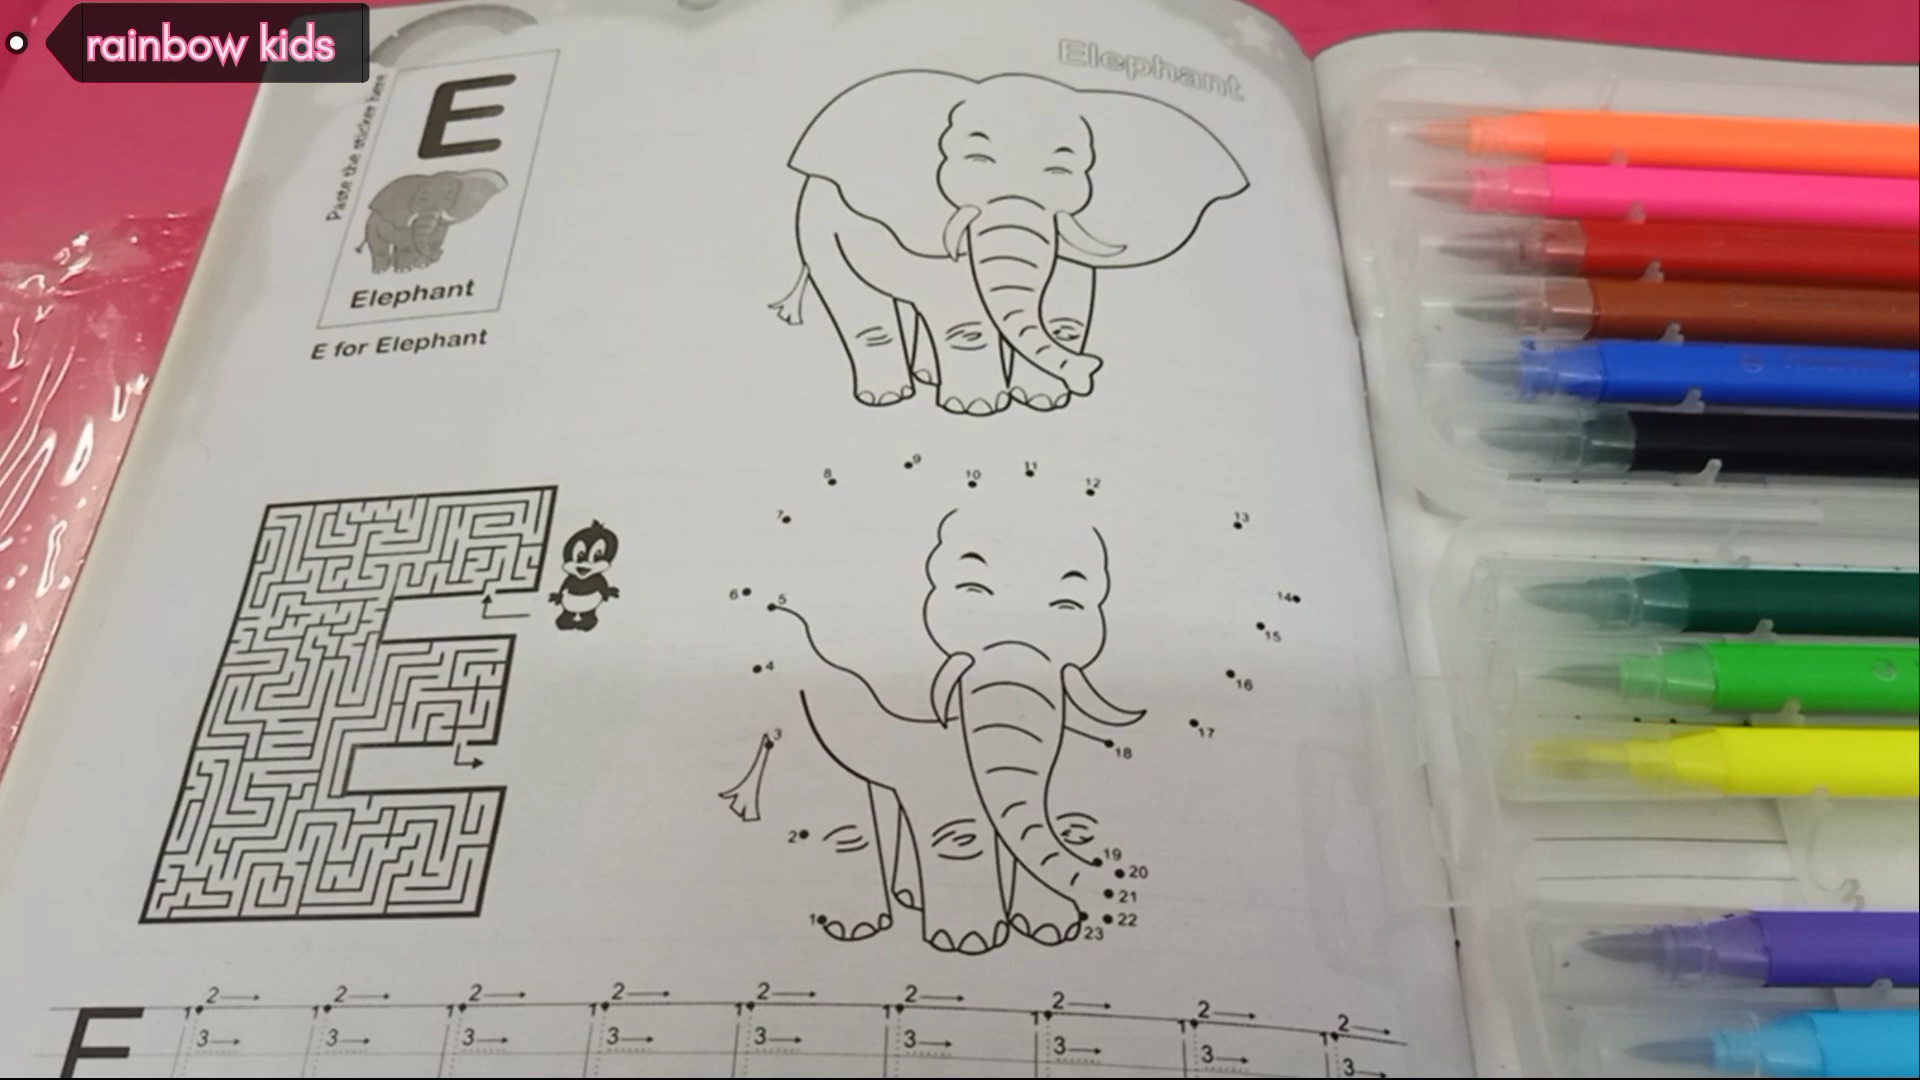 rainbow kids
Paste the sticker here
E
Elephant
E for Elephant
Elephant
8
9
10
11
12
7
13
6
5
14
15
4
16
3
17
18
2
19
20
21
1
22
23
E
1 2 1 2 1 2 1 2 1 2 1 2 1 2 1 2 1 2
3 3 3 3 3 3 3 3 3